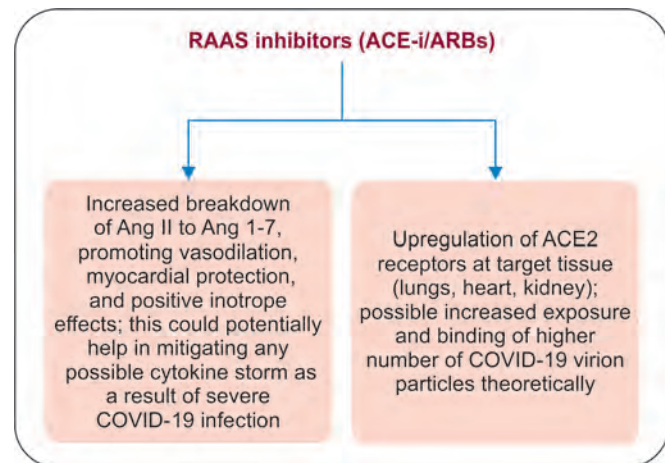 RAAS inhibitors (ACE-i/ARBs)
Increased breakdown
of Ang II to Ang 1-7,
promoting vasodilation,
myocardial protection,
and positive inotrope
effects; this could potentially
help in mitigating any
possible cytokine storm as
a result of severe
COVID-19 infection
Upregulation of ACE2
receptors at target tissue
(lungs, heart, kidney);
possible increased exposure
and binding of higher
number of COVID-19 virion
particles theoretically